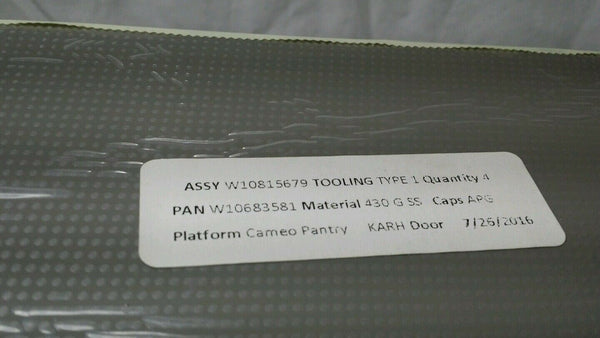 ASSY W10815679 TOOLING TYPE 1 Quantity 4
PAN W10683581 Material 430 G SS Caps APG
Platform Cameo Pantry KARH Door 7/26/2016